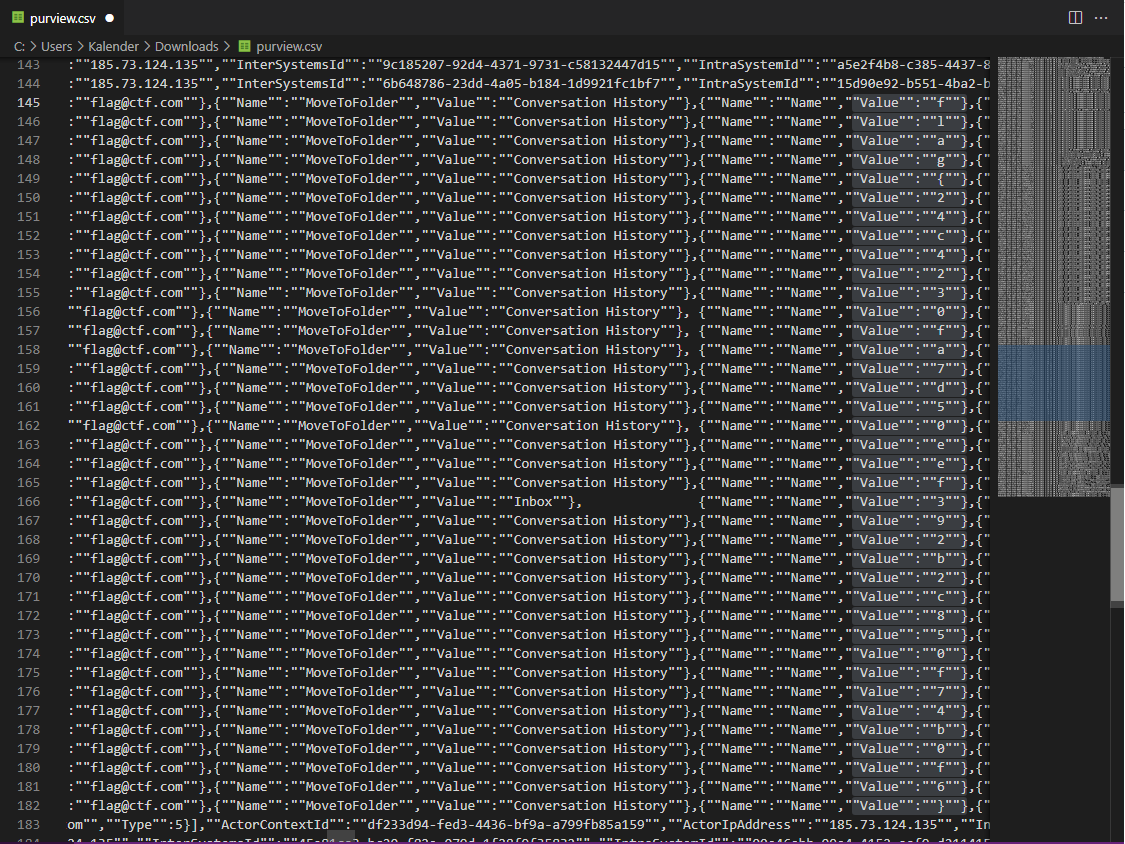 purview.csv
C: > Users > Kalender > Downloads > purview.csv
143 :""185.73.124.135"",""InterSystemsId"":""9c185207-92d4-4371-9731-c58132447d15"",""IntraSystemId"":""a5e2f4b8-c385-4437-8
144 :""185.73.124.135"",""InterSystemsId"":""6b648786-23dd-4a05-b184-1d9921fc1bf7"",""IntraSystemId"":""15d90e92-b551-4ba2-b
145 :""flag@ctf.com""},{""Name"":""MoveToFolder"",""Value"":""Conversation History""},{""Name"":""Name"",""Value"":""f""},{"
146 :""flag@ctf.com""},{""Name"":""MoveToFolder"",""Value"":""Conversation History""},{""Name"":""Name"",""Value"":""l""},{"
147 :""flag@ctf.com""},{""Name"":""MoveToFolder"",""Value"":""Conversation History""},{""Name"":""Name"",""Value"":""a""},{"
148 :""flag@ctf.com""},{""Name"":""MoveToFolder"",""Value"":""Conversation History""},{""Name"":""Name"",""Value"":""g""},{"
149 :""flag@ctf.com""},{""Name"":""MoveToFolder"",""Value"":""Conversation History""},{""Name"":""Name"",""Value"":""{""},{"
150 :""flag@ctf.com""},{""Name"":""MoveToFolder"",""Value"":""Conversation History""},{""Name"":""Name"",""Value"":""2""},{"
151 :""flag@ctf.com""},{""Name"":""MoveToFolder"",""Value"":""Conversation History""},{""Name"":""Name"",""Value"":""4""},{"
152 :""flag@ctf.com""},{""Name"":""MoveToFolder"",""Value"":""Conversation History""},{""Name"":""Name"",""Value"":""c""},{"
153 :""flag@ctf.com""},{""Name"":""MoveToFolder"",""Value"":""Conversation History""},{""Name"":""Name"",""Value"":""4""},{"
154 :""flag@ctf.com""},{""Name"":""MoveToFolder"",""Value"":""Conversation History""},{""Name"":""Name"",""Value"":""2""},{"
155 :""flag@ctf.com""},{""Name"":""MoveToFolder"",""Value"":""Conversation History""},{""Name"":""Name"",""Value"":""3""},{"
156 ""flag@ctf.com""},{""Name"":""MoveToFolder"",""Value"":""Conversation History""}, {""Name"":""Name"",""Value"":""0""},{"
157 ""flag@ctf.com""},{""Name"":""MoveToFolder"",""Value"":""Conversation History""}, {""Name"":""Name"",""Value"":""f""},{"
158 ""flag@ctf.com""},{""Name"":""MoveToFolder"",""Value"":""Conversation History""}, {""Name"":""Name"",""Value"":""a""},{"
159 :""flag@ctf.com""},{""Name"":""MoveToFolder"",""Value"":""Conversation History""},{""Name"":""Name"",""Value"":""7""},{"
160 :""flag@ctf.com""},{""Name"":""MoveToFolder"",""Value"":""Conversation History""},{""Name"":""Name"",""Value"":""d""},{"
161 :""flag@ctf.com""},{""Name"":""MoveToFolder"",""Value"":""Conversation History""},{""Name"":""Name"",""Value"":""5""},{"
162 ""flag@ctf.com""},{""Name"":""MoveToFolder"",""Value"":""Conversation History""}, {""Name"":""Name"",""Value"":""0""},{"
163 :""flag@ctf.com""},{""Name"":""MoveToFolder"",""Value"":""Conversation History""},{""Name"":""Name"",""Value"":""e""},{"
164 :""flag@ctf.com""},{""Name"":""MoveToFolder"",""Value"":""Conversation History""},{""Name"":""Name"",""Value"":""e""},{"
165 :""flag@ctf.com""},{""Name"":""MoveToFolder"",""Value"":""Conversation History""},{""Name"":""Name"",""Value"":""f""},{"
166 :""flag@ctf.com""},{""Name"":""MoveToFolder"",""Value"":""Inbox""}, {""Name"":""Name"",""Value"":""3""},{"
167 :""flag@ctf.com""},{""Name"":""MoveToFolder"",""Value"":""Conversation History""},{""Name"":""Name"",""Value"":""9""},{"
168 :""flag@ctf.com""},{""Name"":""MoveToFolder"",""Value"":""Conversation History""},{""Name"":""Name"",""Value"":""2""},{"
169 :""flag@ctf.com""},{""Name"":""MoveToFolder"",""Value"":""Conversation History""},{""Name"":""Name"",""Value"":""b""},{"
170 :""flag@ctf.com""},{""Name"":""MoveToFolder"",""Value"":""Conversation History""},{""Name"":""Name"",""Value"":""2""},{"
171 :""flag@ctf.com""},{""Name"":""MoveToFolder"",""Value"":""Conversation History""},{""Name"":""Name"",""Value"":""c""},{"
172 :""flag@ctf.com""},{""Name"":""MoveToFolder"",""Value"":""Conversation History""},{""Name"":""Name"",""Value"":""8""},{"
173 :""flag@ctf.com""},{""Name"":""MoveToFolder"",""Value"":""Conversation History""},{""Name"":""Name"",""Value"":""5""},{"
174 :""flag@ctf.com""},{""Name"":""MoveToFolder"",""Value"":""Conversation History""},{""Name"":""Name"",""Value"":""0""},{"
175 :""flag@ctf.com""},{""Name"":""MoveToFolder"",""Value"":""Conversation History""},{""Name"":""Name"",""Value"":""f""},{"
176 :""flag@ctf.com""},{""Name"":""MoveToFolder"",""Value"":""Conversation History""},{""Name"":""Name"",""Value"":""7""},{"
177 :""flag@ctf.com""},{""Name"":""MoveToFolder"",""Value"":""Conversation History""},{""Name"":""Name"",""Value"":""4""},{"
178 :""flag@ctf.com""},{""Name"":""MoveToFolder"",""Value"":""Conversation History""},{""Name"":""Name"",""Value"":""b""},{"
179 :""flag@ctf.com""},{""Name"":""MoveToFolder"",""Value"":""Conversation History""},{""Name"":""Name"",""Value"":""0""},{"
180 :""flag@ctf.com""},{""Name"":""MoveToFolder"",""Value"":""Conversation History""},{""Name"":""Name"",""Value"":""f""},{"
181 :""flag@ctf.com""},{""Name"":""MoveToFolder"",""Value"":""Conversation History""},{""Name"":""Name"",""Value"":""6""},{"
182 :""flag@ctf.com""},{""Name"":""MoveToFolder"",""Value"":""Conversation History""},{""Name"":""Name"",""Value"":""}""},{"
183 om"",""Type"":5}],""ActorContextId"":""df233d94-fed3-4436-bf9a-a799fb85a159"",""ActorIpAddress"":""185.73.124.135"",""In